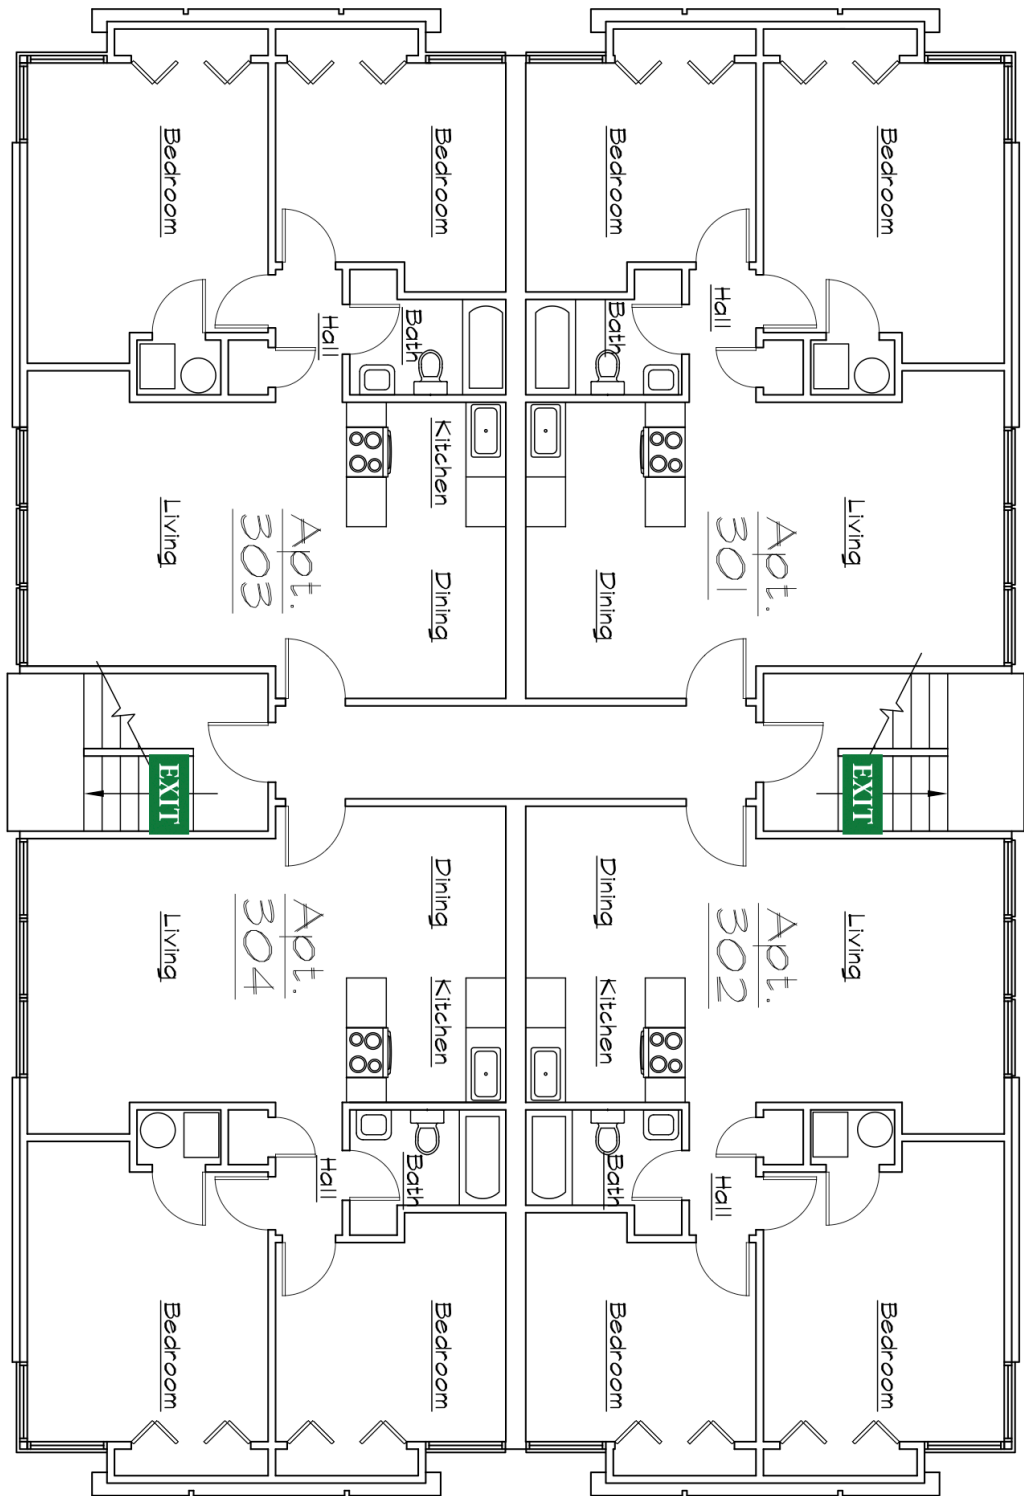 Bedroom
Bedroom
Hall
Bath
Living
Apt.
301
Dining
EXIT
Living
Apt.
302
Dining
Kitchen
Hall
Bath
Bedroom
Bedroom
Bedroom
Bedroom
Bath
Hall
Kitchen
Dining
Apt.
303
Living
EXIT
Dining
Kitchen
Apt.
304
Living
Bath
Hall
Bedroom
Bedroom